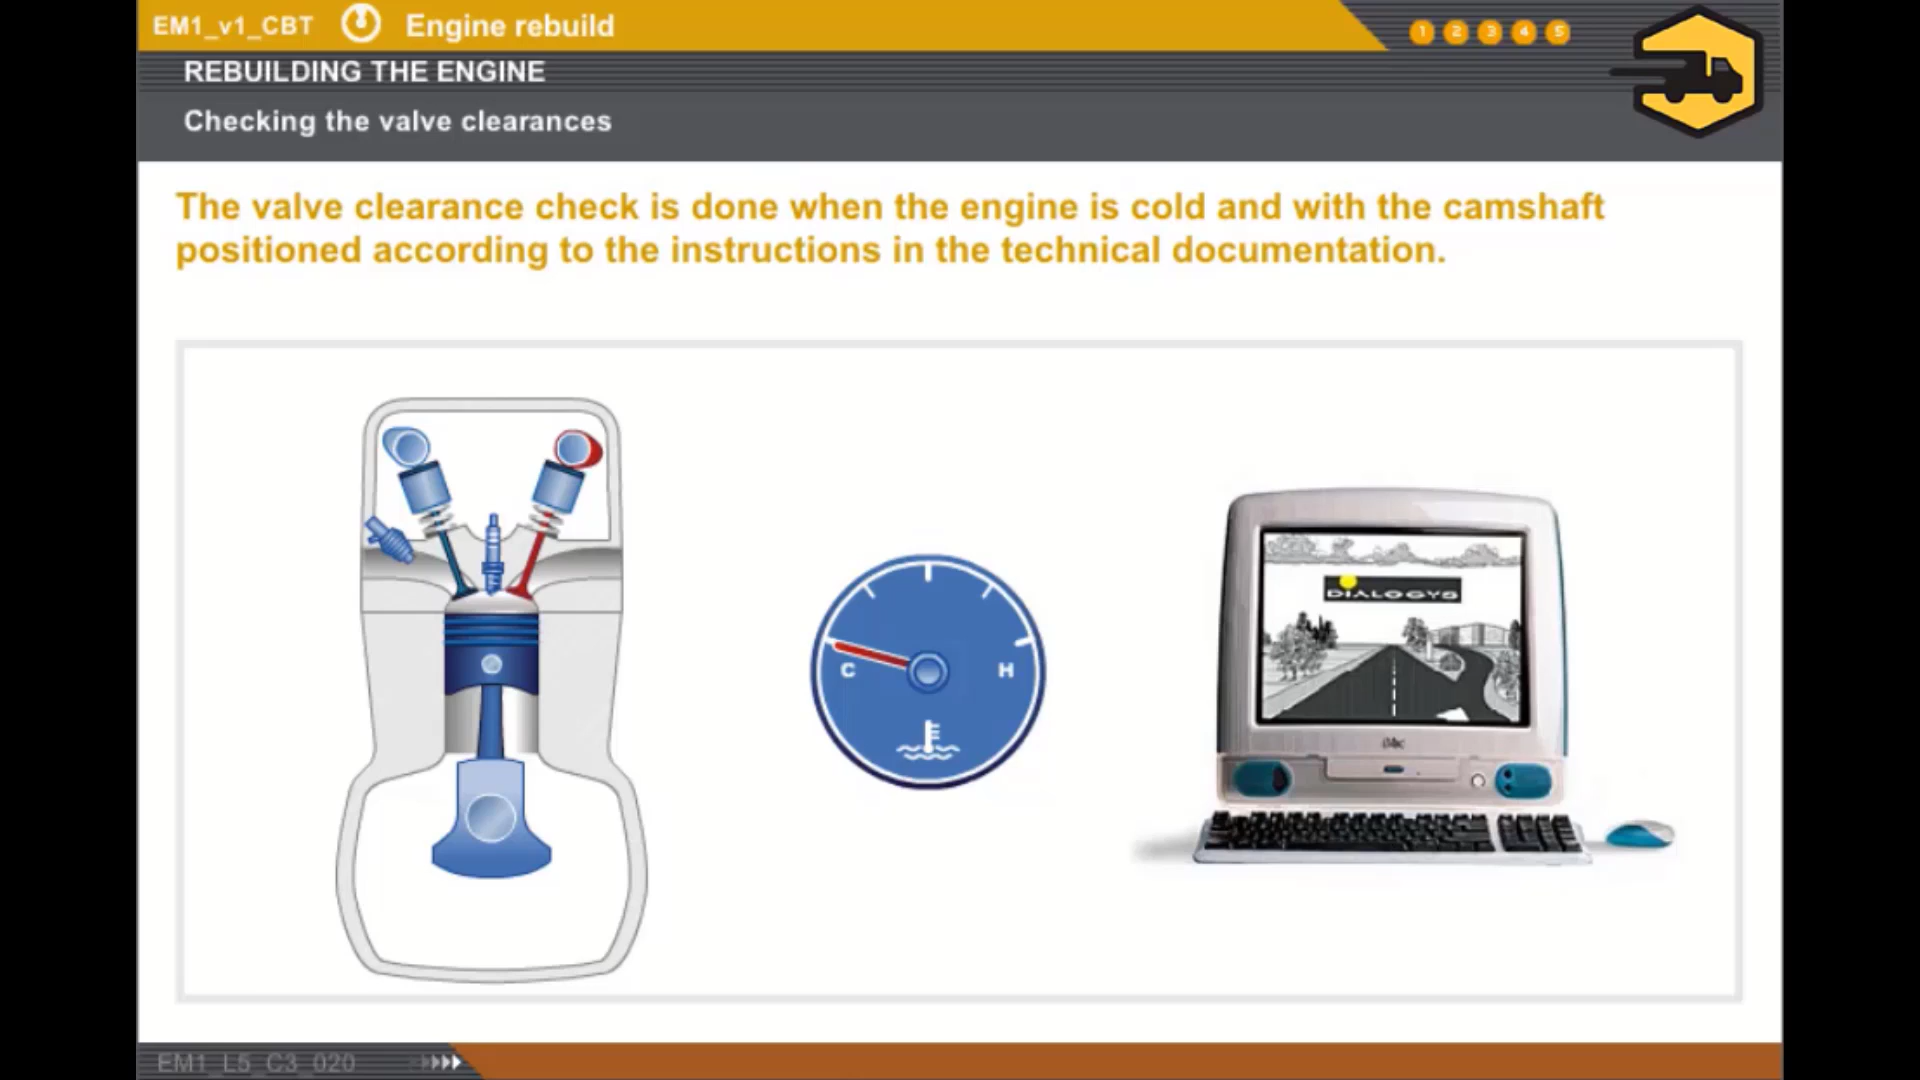 EM1_v1_CBT Engine rebuild
1 2 3 4 5
REBUILDING THE ENGINE
Checking the valve clearances
The valve clearance check is done when the engine is cold and with the camshaft
positioned according to the instructions in the technical documentation.
DIALOGYS
C H
iMac
EM1_L5_C3_020